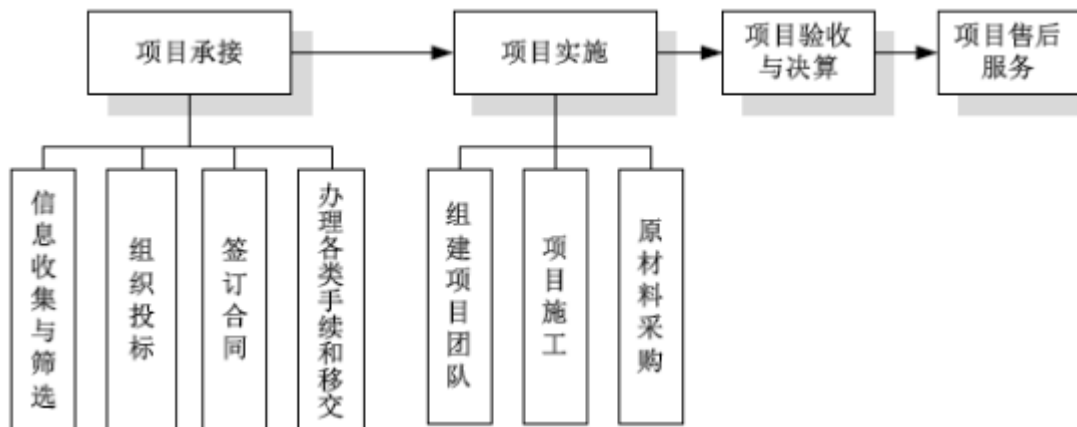 项目承接
项目实施
项目验收
与决算
项目售后
服务
信息收集与筛选
组织投标
签订合同
办理各类手续和移交
组建项目团队
项目施工
原材料采购